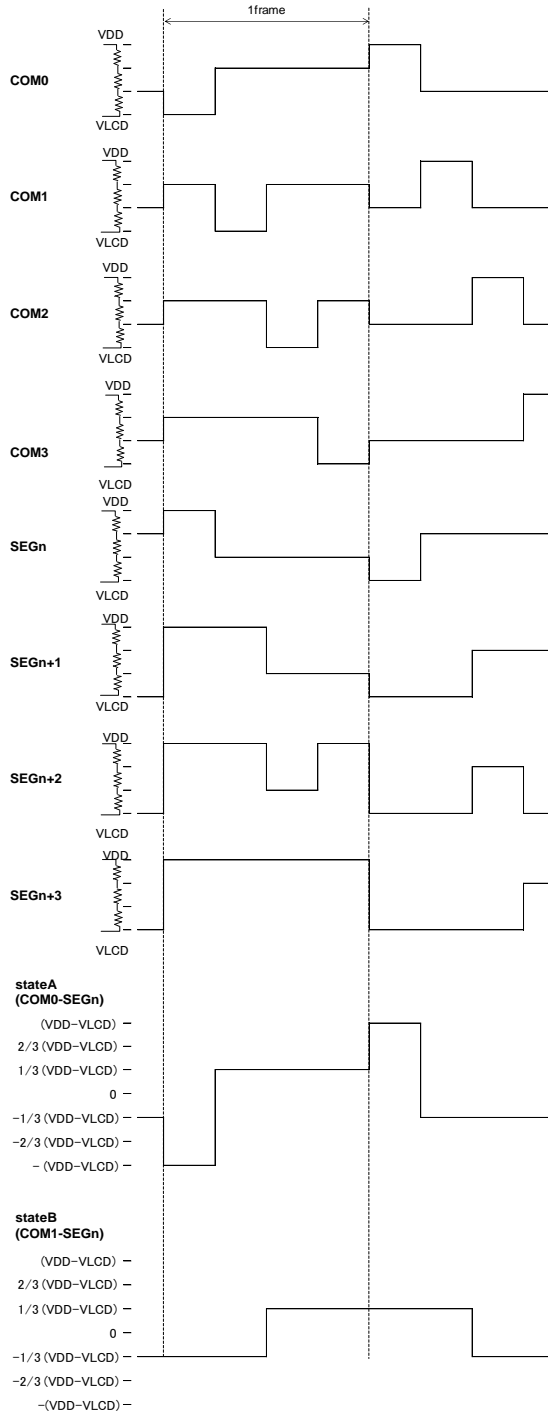 1frame
VDD
COM0
VLCD
VDD
COM1
VLCD
VDD
COM2
VLCD
VDD
COM3
VLCD
VDD
SEGn
VLCD
VDD
SEGn+1
VLCD
VDD
SEGn+2
VLCD
VDD
SEGn+3
VLCD
stateA
(COM0-SEGn)
(VDD-VLCD)
2/3(VDD-VLCD)
1/3(VDD-VLCD)
0
-1/3(VDD-VLCD)
-2/3(VDD-VLCD)
-(VDD-VLCD)
stateB
(COM1-SEGn)
(VDD-VLCD)
2/3(VDD-VLCD)
1/3(VDD-VLCD)
0
-1/3(VDD-VLCD)
-2/3(VDD-VLCD)
-(VDD-VLCD)